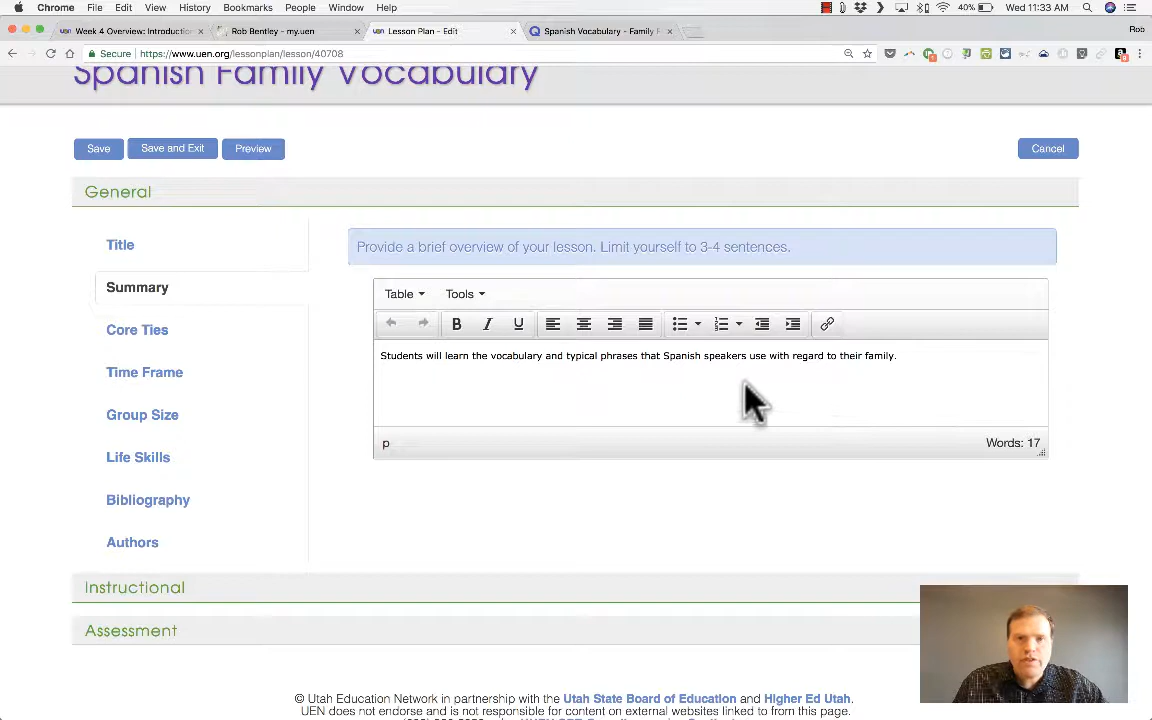 Chrome File Edit View History Bookmarks People Window Help 40% Wed 11:33 AM
Week 4 Overview: Introduction Rob Bentley - my.uen Lesson Plan - Edit Spanish Vocabulary - Family Rob
Secure https://www.uen.org/lessonplan/lesson/40708
Spanish Family Vocabulary
Save Save and Exit Preview Cancel
General
Title
Provide a brief overview of your lesson. Limit yourself to 3-4 sentences.
Summary
Table Tools
Core Ties
B I U
Students will learn the vocabulary and typical phrases that Spanish speakers use with regard to their family.
Time Frame
Group Size
p Words: 17
Life Skills
Bibliography
Authors
Instructional
Assessment
© Utah Education Network in partnership with the Utah State Board of Education and Higher Ed Utah.
UEN does not endorse and is not responsible for content on external websites linked to from this page.